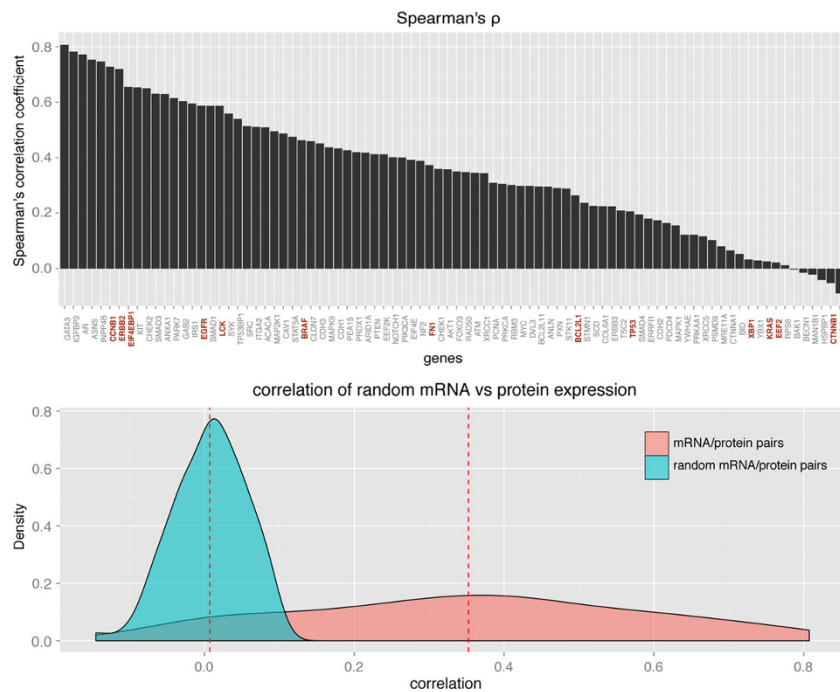 Spearman's ρ
Spearman's correlation coefficient
0.8
0.6
0.4
0.2
0.0
GATA3
IGFBP2
AR
ASNS
INPP4B
CCNB1
ERBB2
EIF4EBP1
KIT
CHEK2
SMAD3
ANXA1
PARK7
GAB2
IRS1
EGFR
SMAD1
LCK
SYK
TP53BP1
SRC
ITGA2
ACACA
MAP2K1
CAV1
STAT5A
BRAF
CLDN7
CDH3
MAPK9
CDH1
PEA15
PRDX1
ARID1A
PTEN
EEF2K
NOTCH1
PIK3CA
EIF4E
NF2
FN1
CHEK1
AKT1
FOXO3
RAD50
ATM
XRCC1
PCNA
PRKCA
RBM3
MYC
DVL3
BCL2L11
ANLN
PXN
STK11
BCL2L1
STMN1
SCD
COL6A1
ERBB3
TSC2
TP53
SMAD4
ERRFI1
CDH2
PDCD4
MAPK1
YWHAE
PRKAA1
XRCC5
PSMD9
MRE11A
CTNNA1
BID
XBP1
YBX1
KRAS
EEF2
RPS6
BAK1
BECN1
MAN1B1
HSPBP1
CTNNB1
genes
correlation of random mRNA vs protein expression
Density
0.8
0.6
0.4
0.2
0.0
mRNA/protein pairs
random mRNA/protein pairs
0.0 0.2 0.4 0.6 0.8
correlation